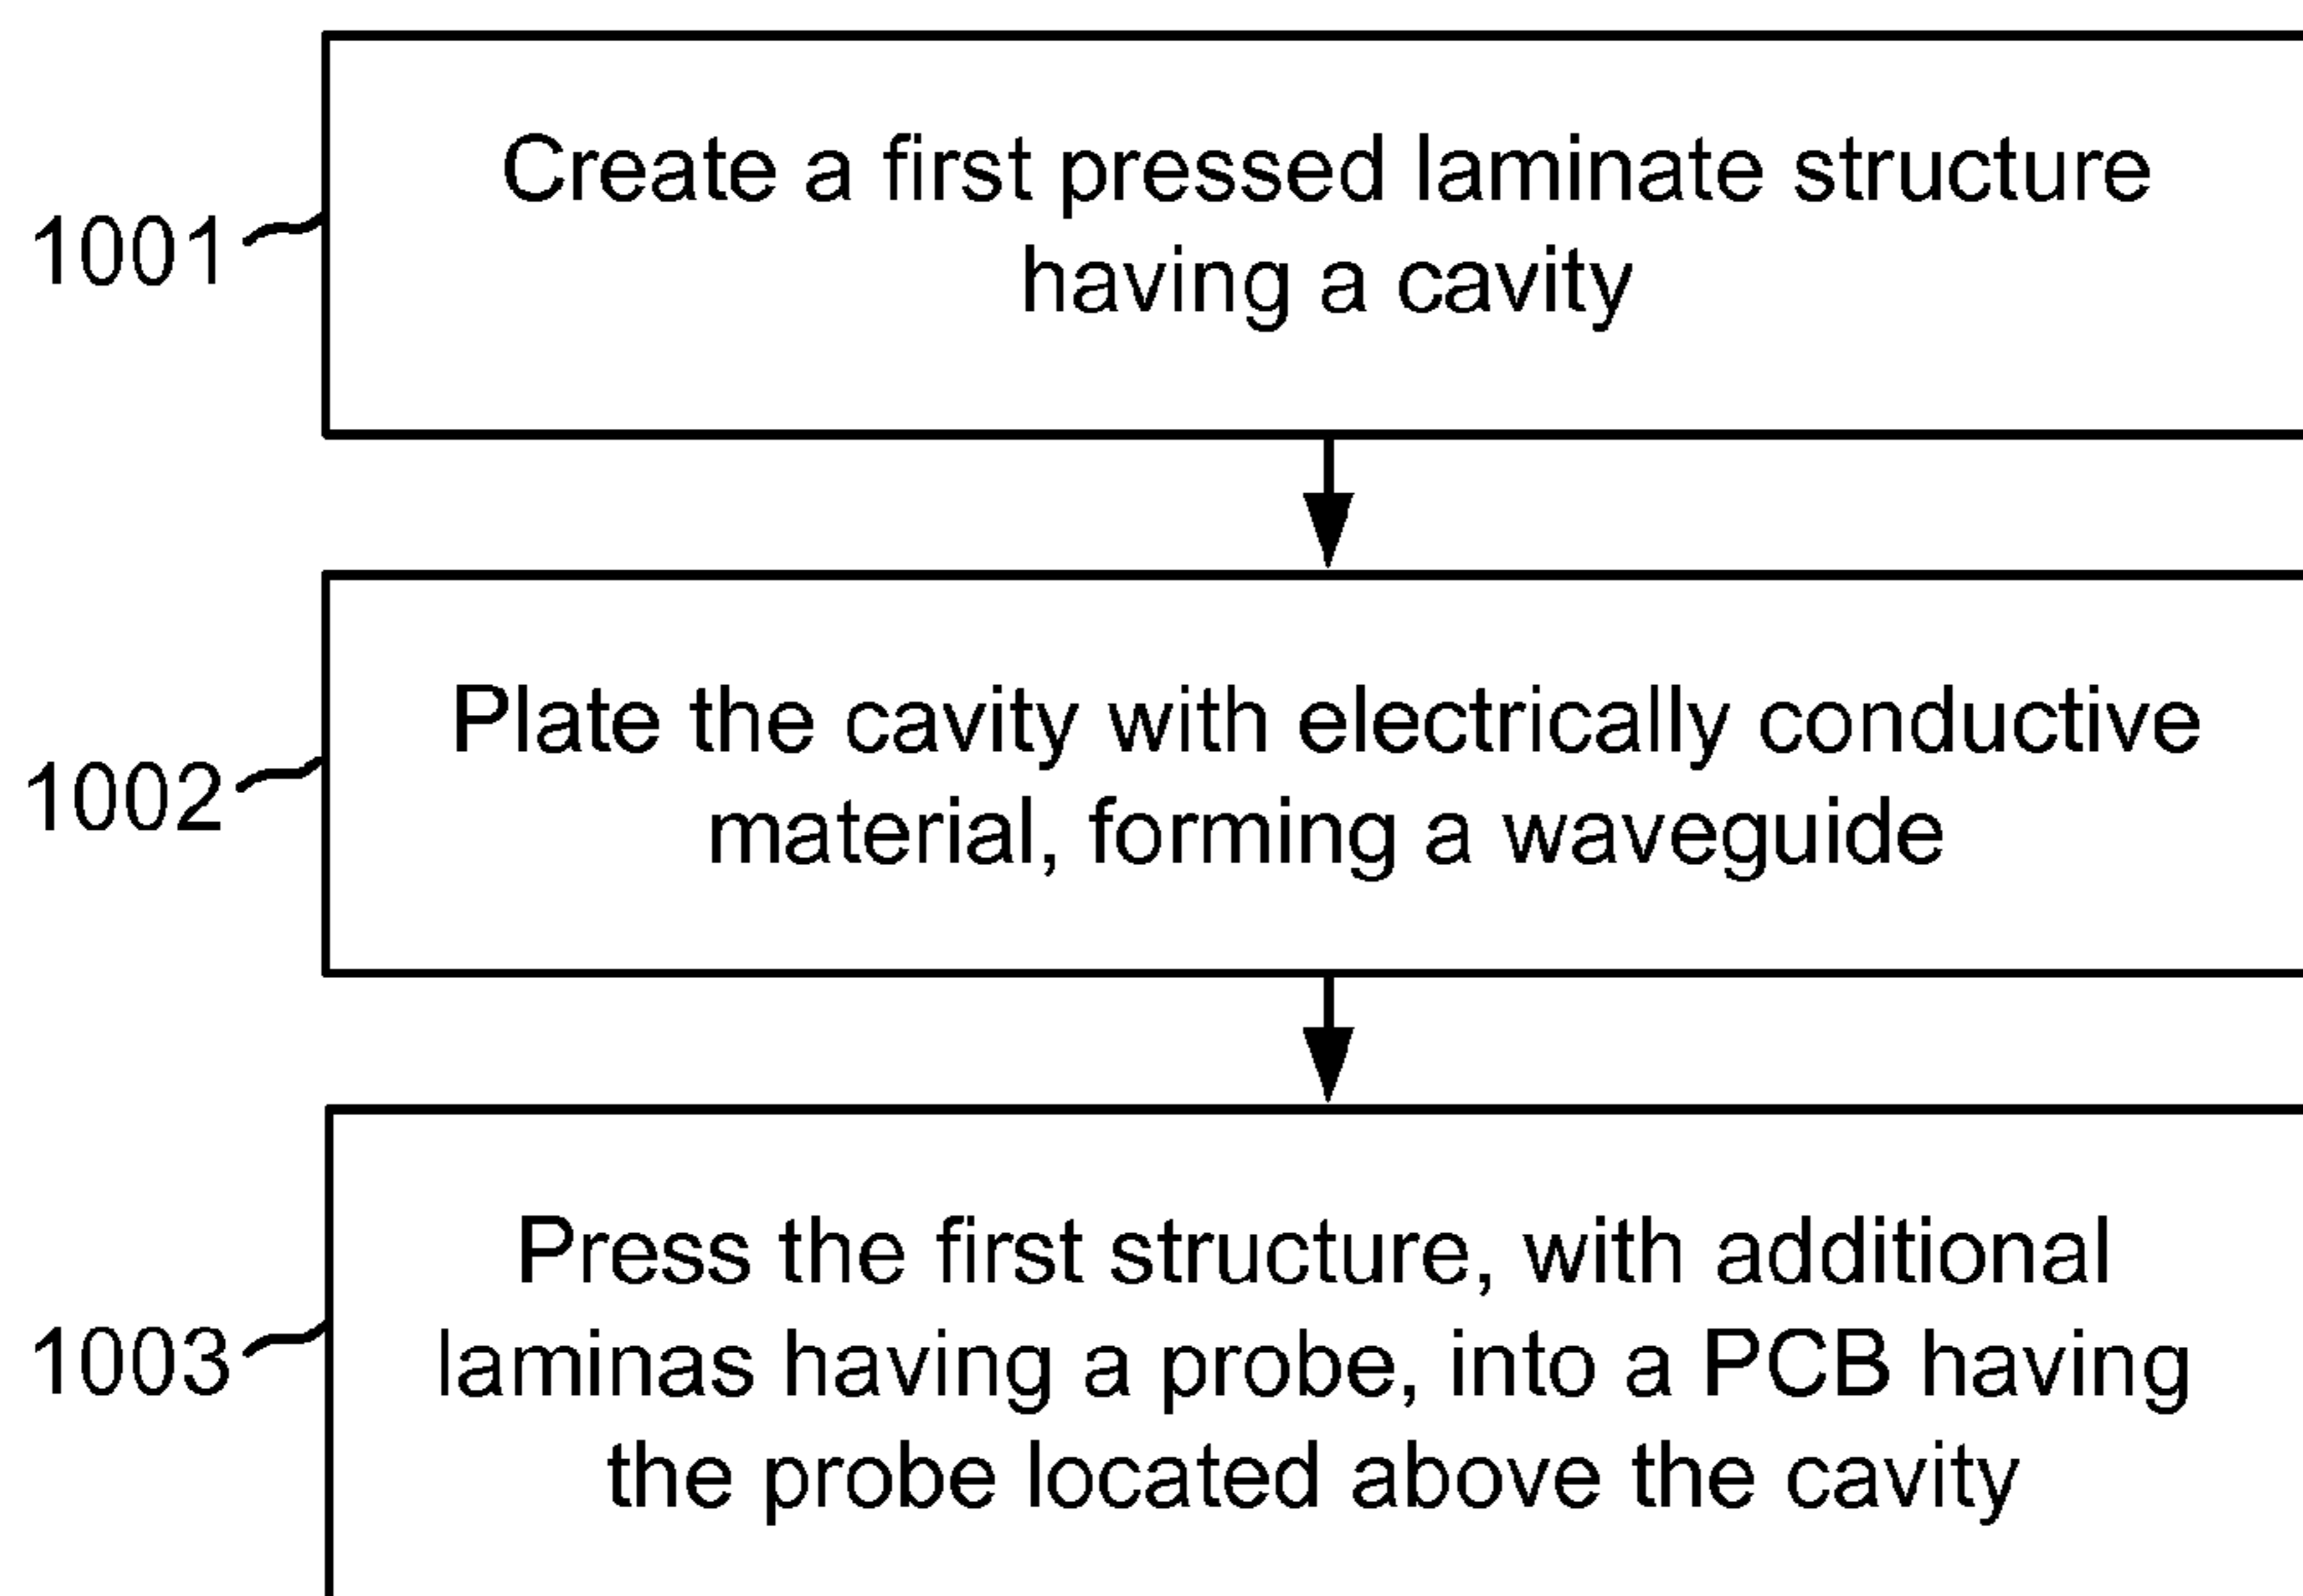 Create a first pressed laminate structure
having a cavity
1001
Plate the cavity with electrically conductive
material, forming a waveguide
1002
Press the first structure, with additional
laminas having a probe, into a PCB having
the probe located above the cavity
1003